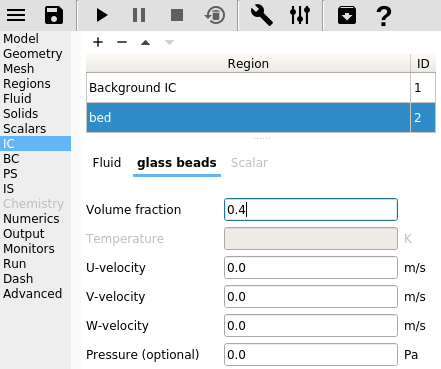 Model
Geometry
Mesh
Regions
Fluid
Solids
Scalars
IC
BC
PS
IS
Chemistry
Numerics
Output
Monitors
Run
Dash
Advanced
Region ID
Background IC 1
bed 2
Fluid glass beads Scalar
Volume fraction 0.4
Temperature K
U-velocity 0.0 m/s
V-velocity 0.0 m/s
W-velocity 0.0 m/s
Pressure (optional) 0.0 Pa